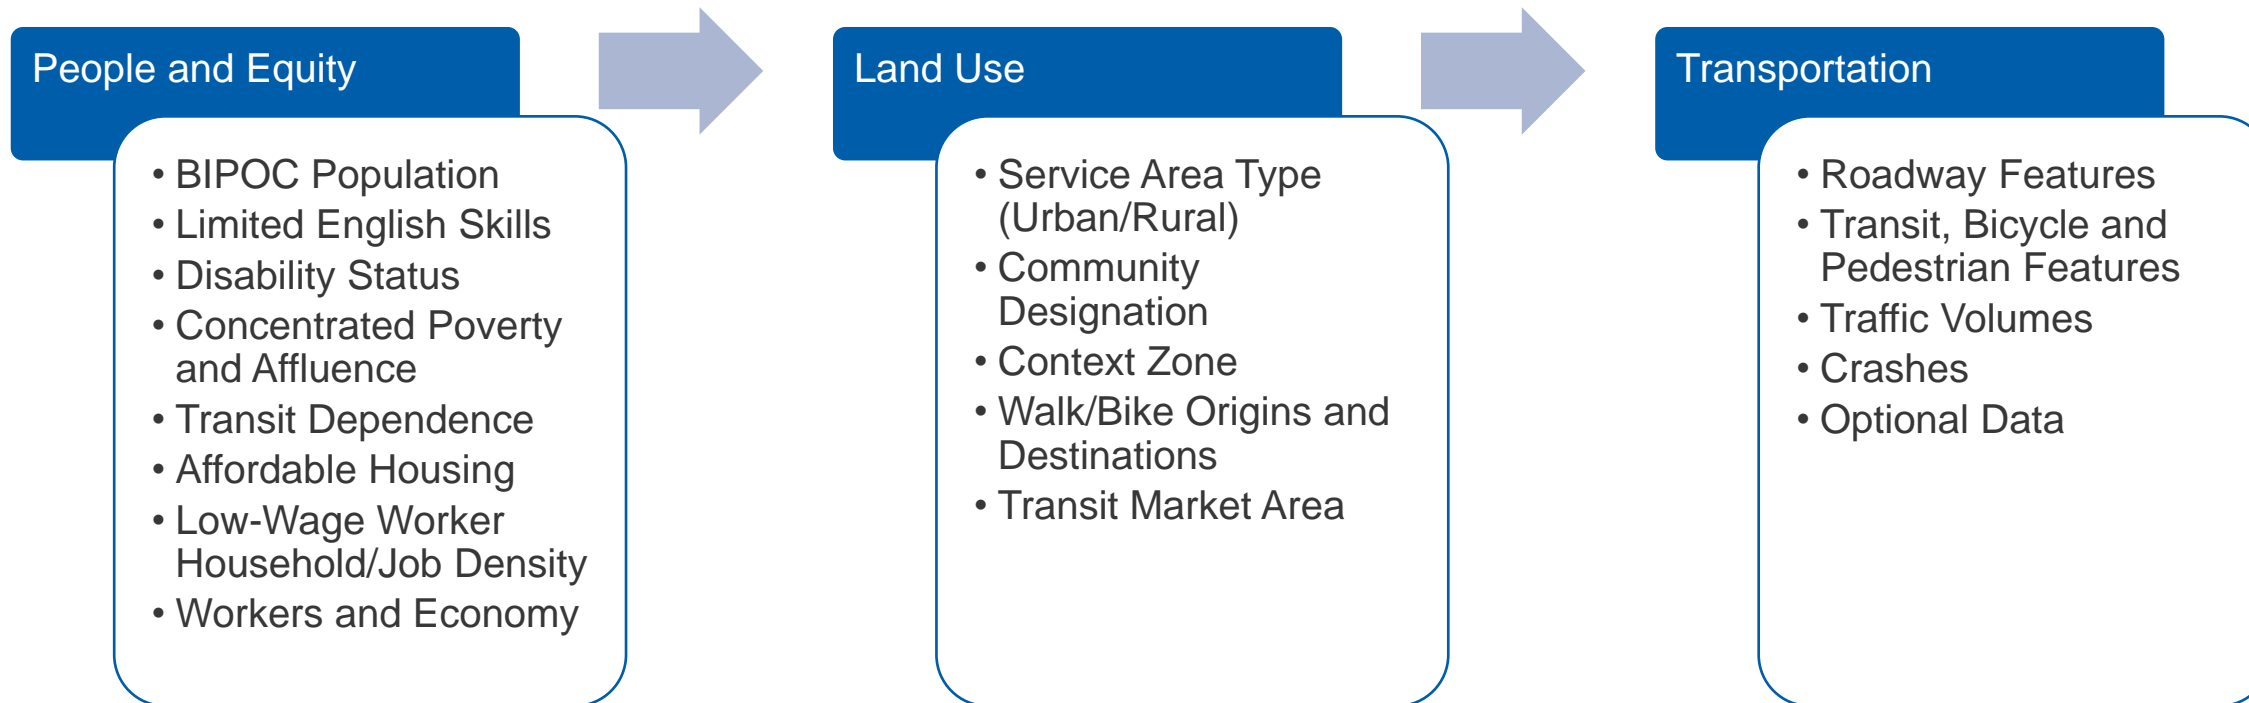 People and Equity
• BIPOC Population
• Limited English Skills
• Disability Status
• Concentrated Poverty
and Affluence
• Transit Dependence
• Affordable Housing
• Low-Wage Worker
Household/Job Density
• Workers and Economy
Land Use
• Service Area Type
(Urban/Rural)
• Community
Designation
• Context Zone
• Walk/Bike Origins and
Destinations
• Transit Market Area
Transportation
• Roadway Features
• Transit, Bicycle and
Pedestrian Features
• Traffic Volumes
• Crashes
• Optional Data